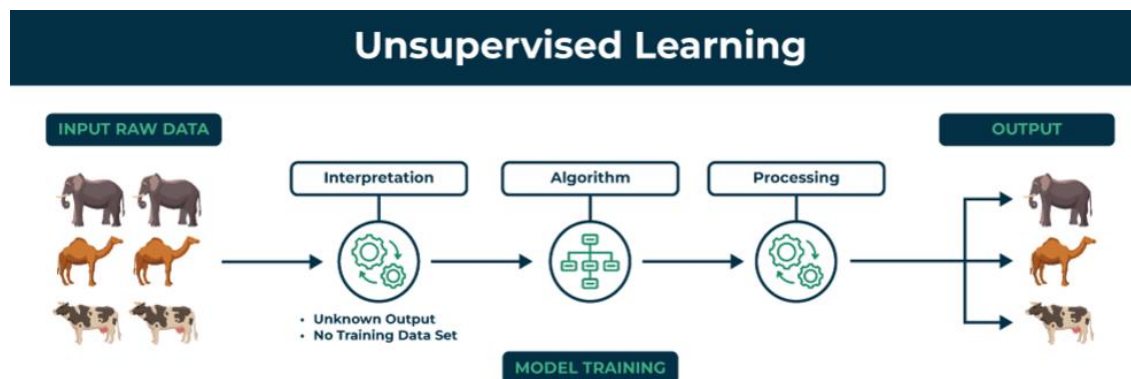 Unsupervised Learning
INPUT RAW DATA
OUTPUT
Interpretation
Algorithm
Processing
• Unknown Output
• No Training Data Set
MODEL TRAINING